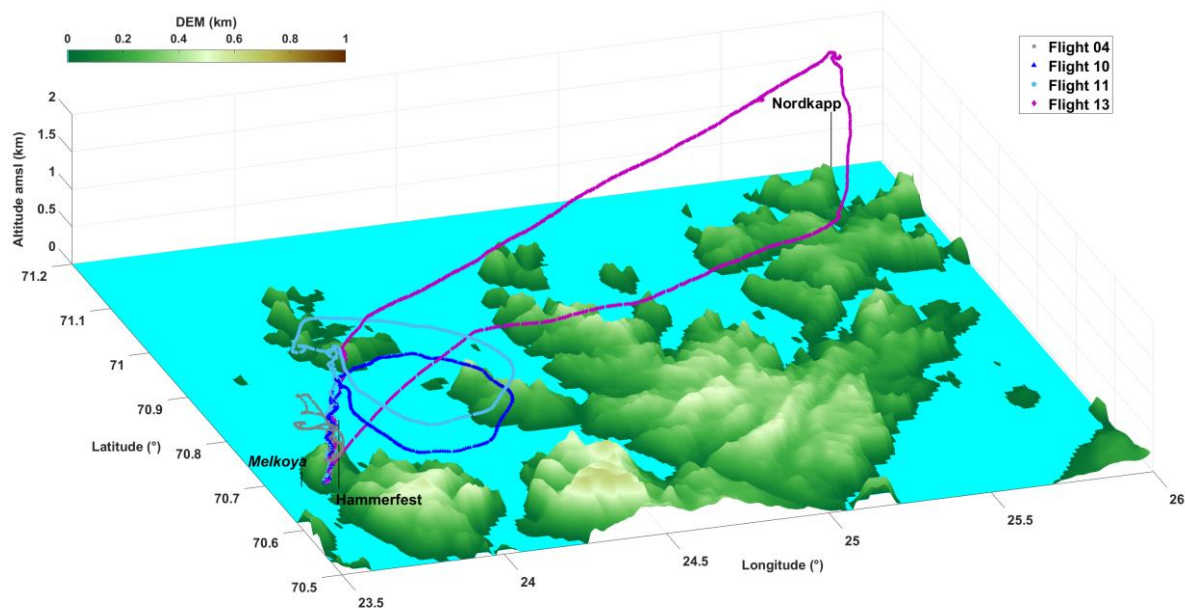 DEM (km)
0 0.2 0.4 0.6 0.8 1
Flight 04
Flight 10
Flight 11
Flight 13
Nordkapp
Altitude amsl (km)
2
1.5
1
0.5
0
71.2
71.1
71
70.9
70.8
70.7
70.6
70.5
Latitude (°)
Melkoya
Hammerfest
23.5
24
24.5
25
25.5
26
Longitude (°)